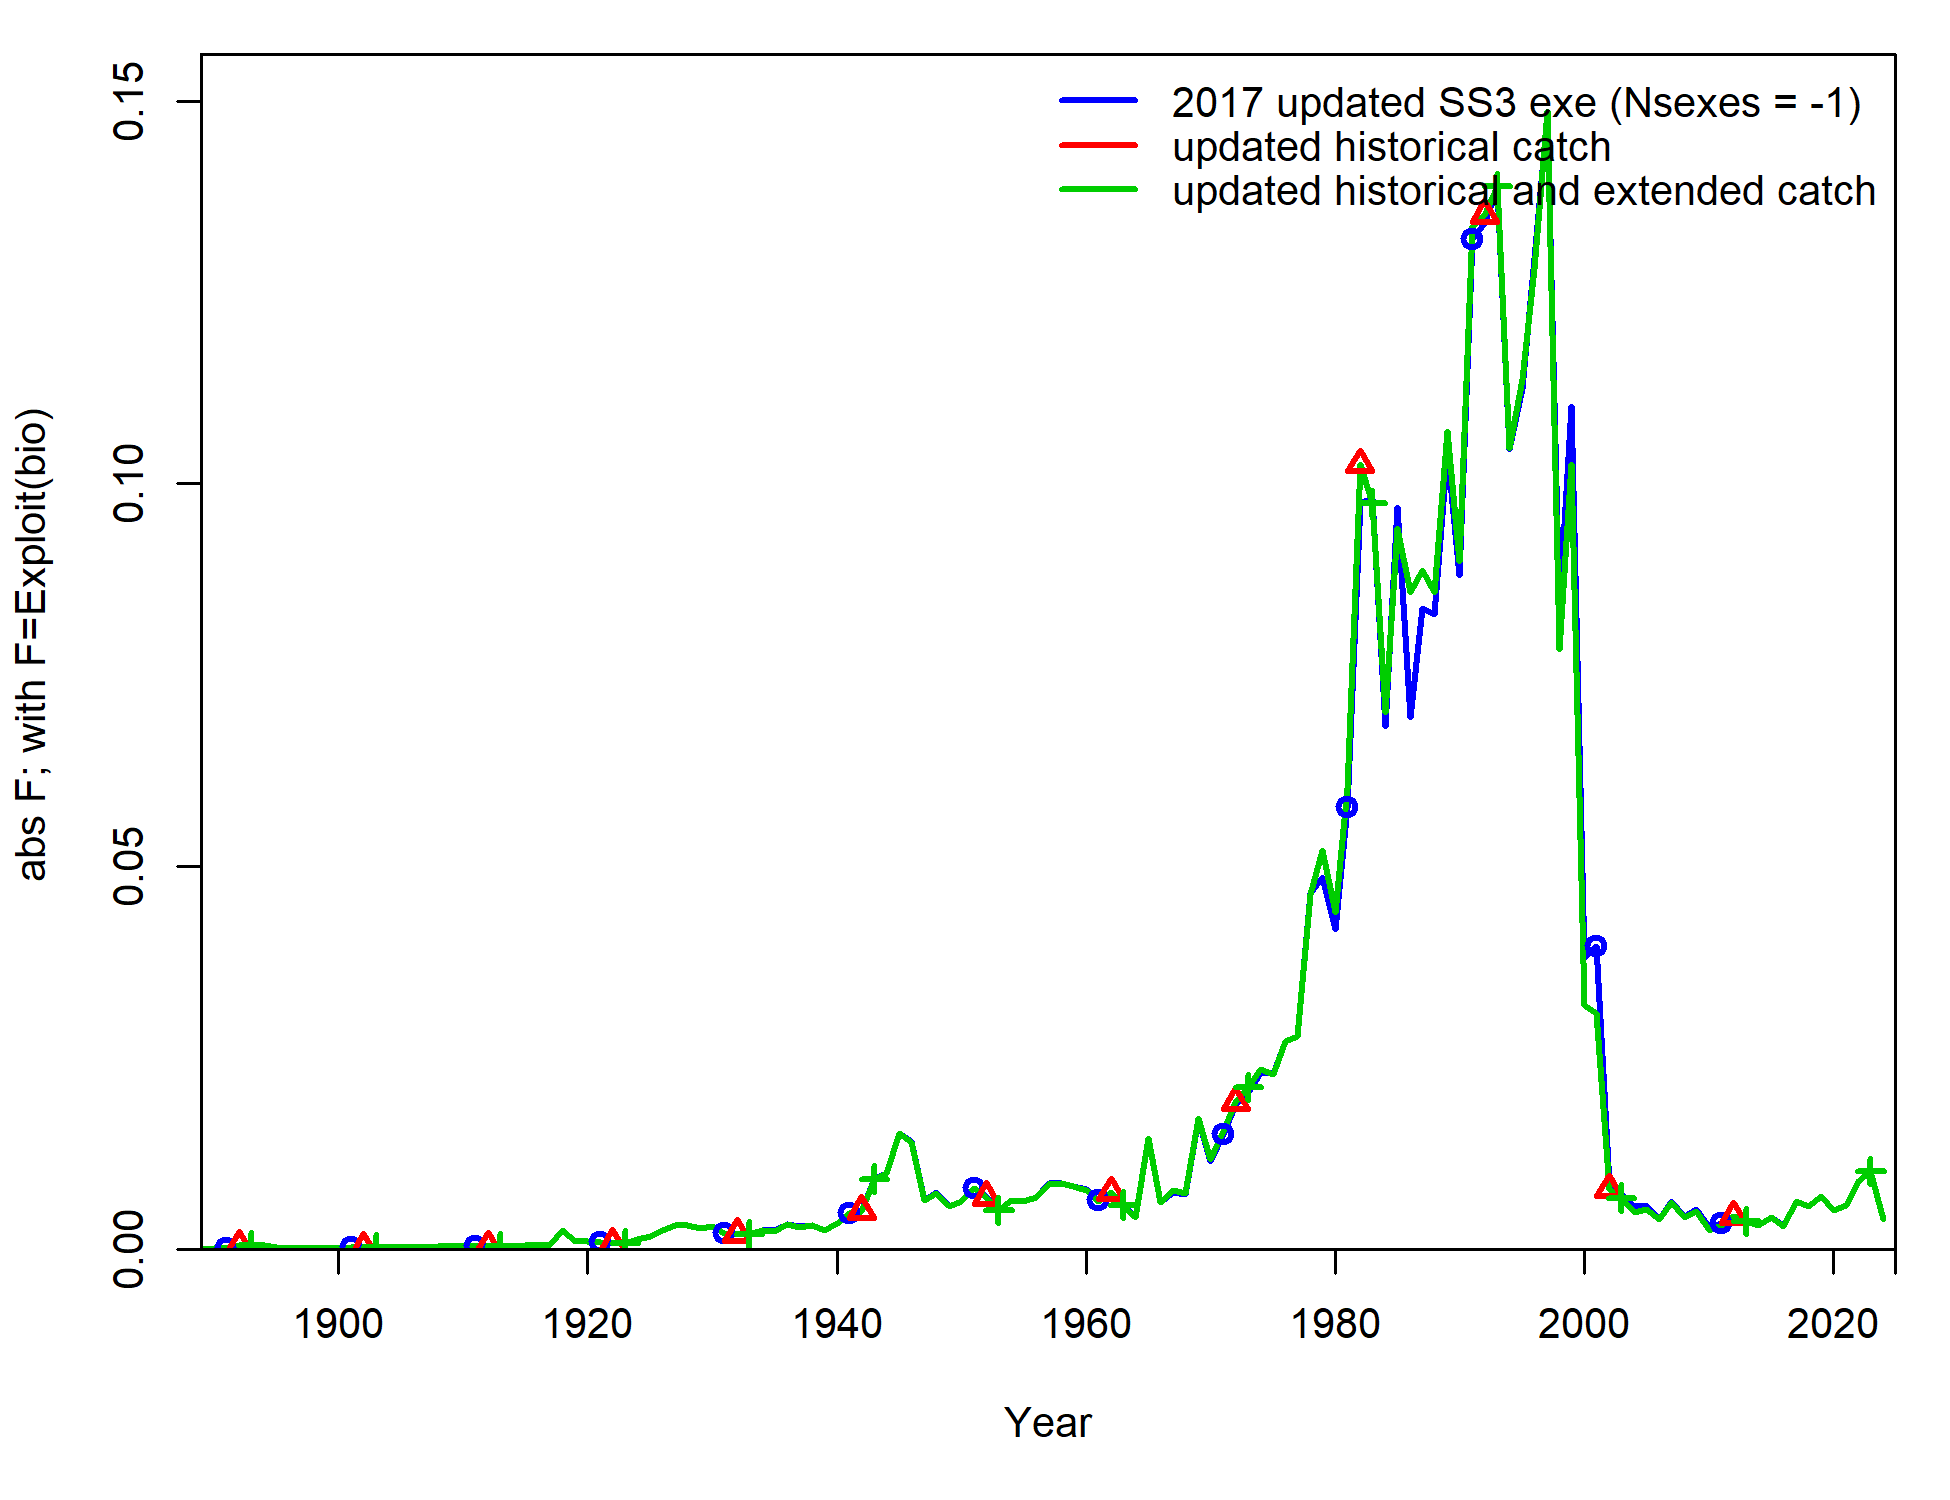 0.15
2017 updated SS3 exe (Nsexes = -1)
updated historical catch
updated historical and extended catch
0.10
abs F; with F=Exploit(bio)
0.05
0.00
1900 1920 1940 1960 1980 2000 2020
Year